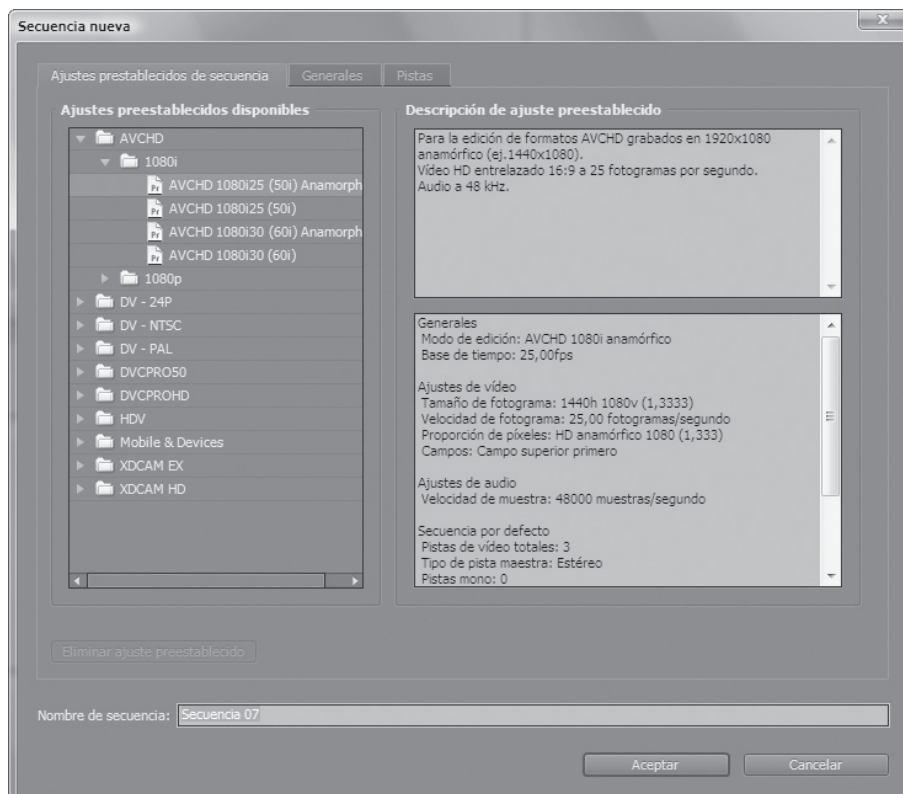 Secuencia nueva
Ajustes prestablecidos de secuencia
Generales
Pistas
Ajustes preestablecidos disponibles
AVCHD
1080i
AVCHD 1080i25 (50i) Anamorph
AVCHD 1080i25 (50i)
AVCHD 1080i30 (60i) Anamorph
AVCHD 1080i30 (60i)
1080p
DV - 24P
DV - NTSC
DV - PAL
DVCPRO50
DVCPROHD
HDV
Mobile & Devices
XDCAM EX
XDCAM HD
Descripción de ajuste preestablecido
Para la edición de formatos AVCHD grabados en 1920x1080
anamórfico (ej.1440x1080).
Vídeo HD entrelazado 16:9 a 25 fotogramas por segundo.
Audio a 48 kHz.
Generales
Modo de edición: AVCHD 1080i anamórfico
Base de tiempo: 25,00fps
Ajustes de vídeo
Tamaño de fotograma: 1440h 1080v (1,3333)
Velocidad de fotograma: 25,00 fotogramas/segundo
Proporción de píxeles: HD anamórfico 1080 (1,333)
Campos: Campo superior primero
Ajustes de audio
Velocidad de muestra: 48000 muestras/segundo
Secuencia por defecto
Pistas de vídeo totales: 3
Tipo de pista maestra: Estéreo
Pistas mono: 0
Eliminar ajuste preestablecido
Nombre de secuencia: Secuencia 07
Aceptar
Cancelar